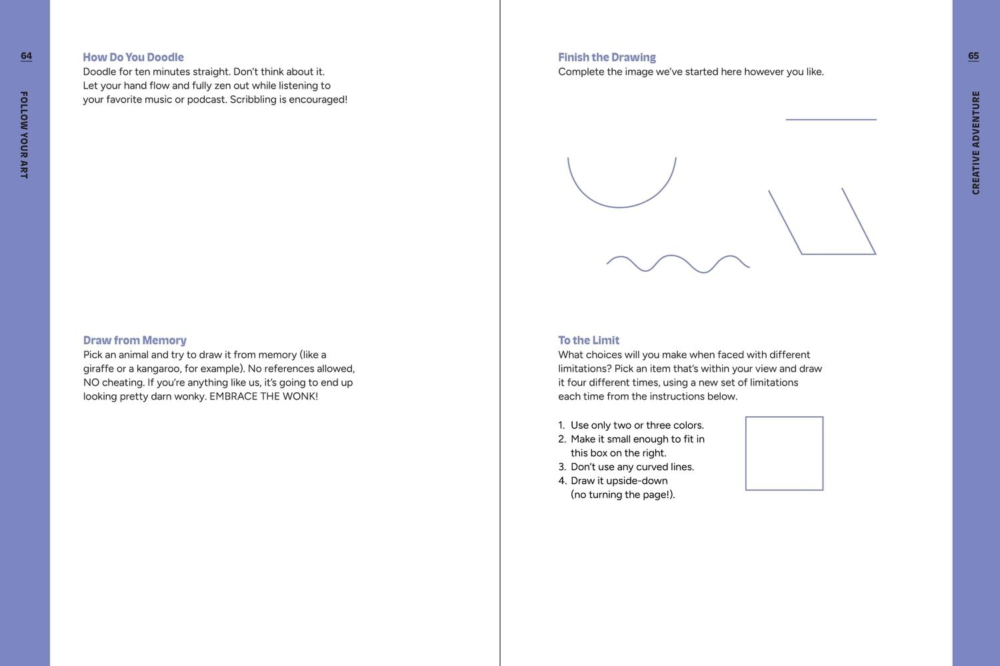 64
FOLLOW YOUR ART
How Do You Doodle
Doodle for ten minutes straight. Don’t think about it.
Let your hand flow and fully zen out while listening to
your favorite music or podcast. Scribbling is encouraged!
Draw from Memory
Pick an animal and try to draw it from memory (like a
giraffe or a kangaroo, for example). No references allowed,
NO cheating. If you’re anything like us, it’s going to end up
looking pretty darn wonky. EMBRACE THE WONK!
Finish the Drawing
Complete the image we’ve started here however you like.
To the Limit
What choices will you make when faced with different
limitations? Pick an item that’s within your view and draw
it four different times, using a new set of limitations
each time from the instructions below.
1. Use only two or three colors.
2. Make it small enough to fit in
this box on the right.
3. Don’t use any curved lines.
4. Draw it upside-down
(no turning the page!).
65
CREATIVE ADVENTURE